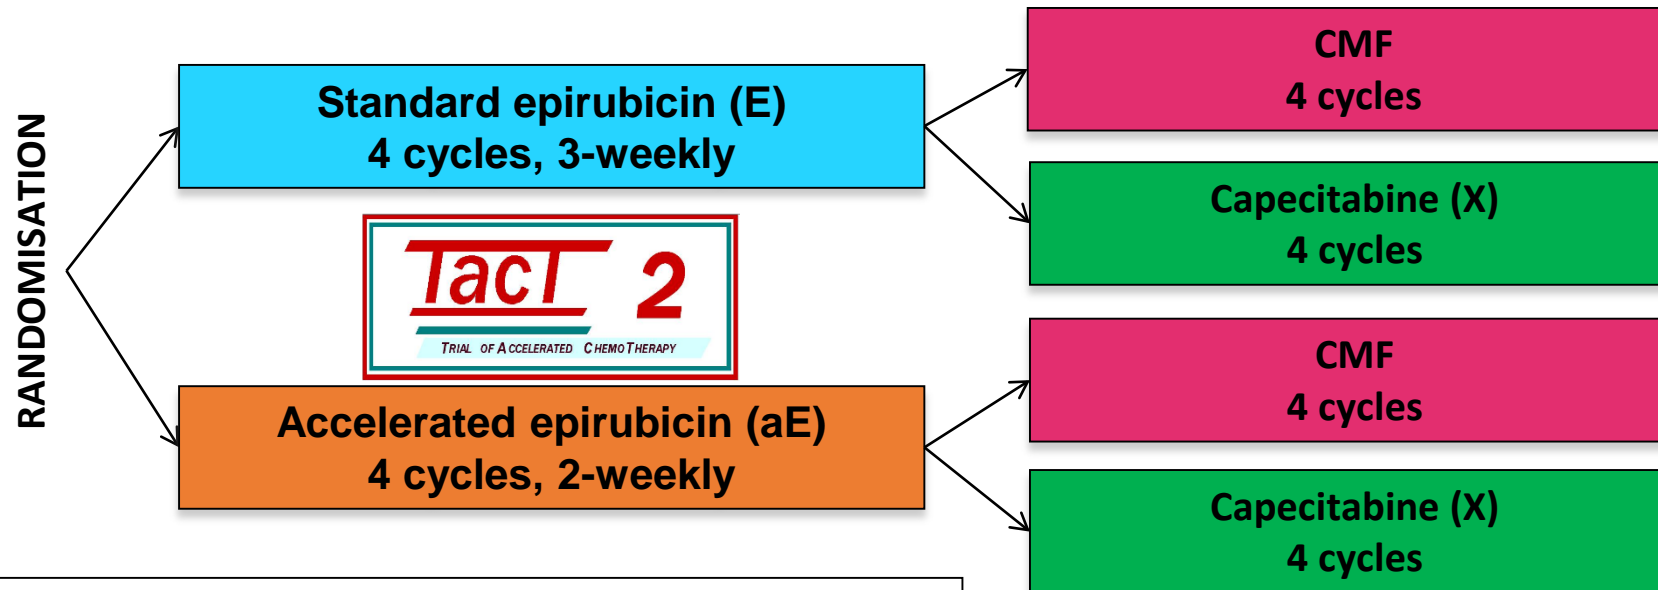 RANDOMISATION
Standard epirubicin (E)
4 cycles, 3-weekly
CMF
4 cycles
Capecitabine (X)
4 cycles
TacT 2
TRIAL OF ACCELERATED CHEMOTHERAPY
Accelerated epirubicin (aE)
4 cycles, 2-weekly
CMF
4 cycles
Capecitabine (X)
4 cycles